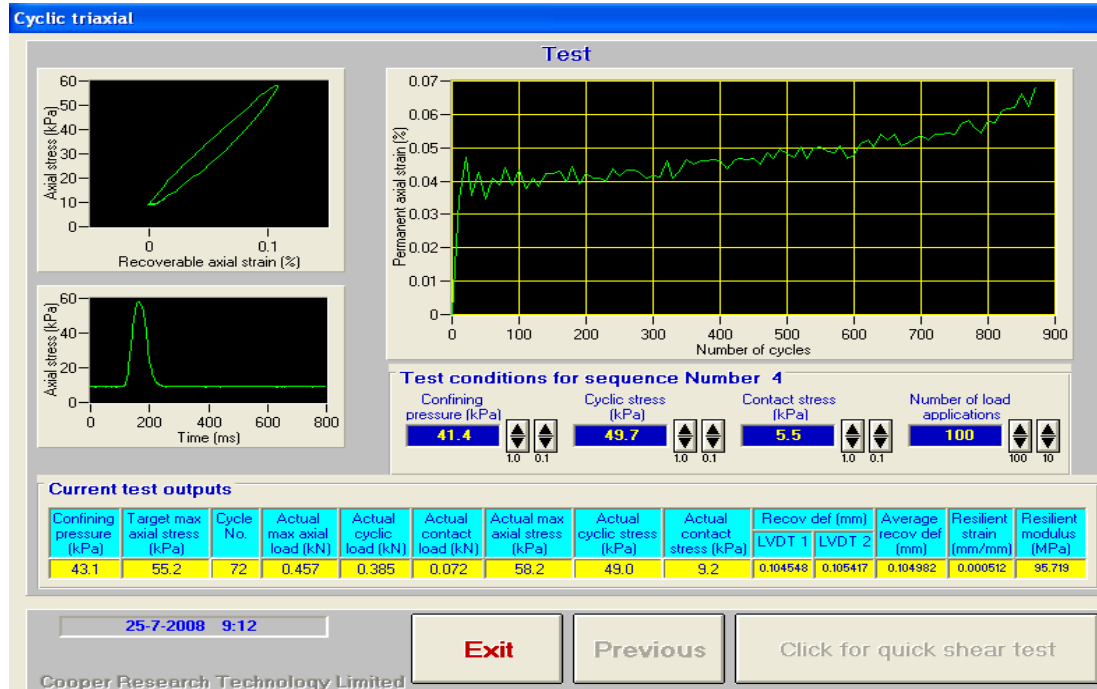 Cyclic triaxial
Test
60
50
40
30
20
10
0
Axial stress (kPa)
0 0.1
Recoverable axial strain (%)
0.07
0.06
0.05
0.04
0.03
0.02
0.01
0
Permanent axial strain (%)
0 100 200 300 400 500 600 700 800 900
Number of cycles
60
40
20
0
Axial stress (kPa)
0 200 400 600 800
Time (ms)
Test conditions for sequence Number 4
Confining pressure (kPa)
41.4
1.0 0.1
Cyclic stress (kPa)
49.7
1.0 0.1
Contact stress (kPa)
5.5
1.0 0.1
Number of load applications
100
100 10
Current test outputs
Confining pressure (kPa)
Target max axial stress (kPa)
Cycle No.
Actual max axial load (kN)
Actual cyclic load (kN)
Actual contact load (kN)
Actual max axial stress (kPa)
Actual cyclic stress (kPa)
Actual contact stress (kPa)
Recov def (mm)
LVDT 1 LVDT 2
Average recov def (mm)
Resilient strain (mm/mm)
Resilient modulus (MPa)
43.1 55.2 72 0.457 0.385 0.072 58.2 49.0 9.2 0.104548 0.105417 0.104982 0.000512 95.719
25-7-2008 9:12
Exit
Previous
Click for quick shear test
Cooper Research Technology Limited